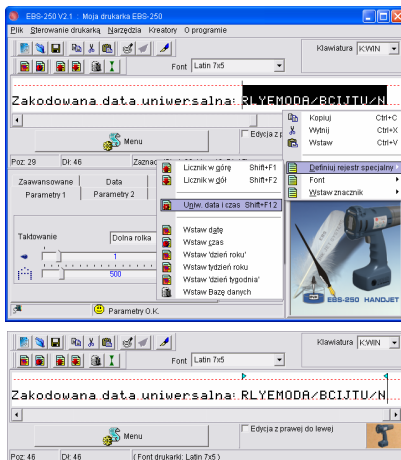 EBS-250 V2.1 : Moja drukarka EBS-250
Plik Sterowanie drukarką Narzędzia Kreatory O programie
Klawiatura K:WIN
Font Latin 7x5
Zakodowana data uniwersalna: RLYEMODA/BCIJTU/N
Menu
Edycja z p
Poz: 29 Dł: 46 Zaznac
Kopiuj Ctrl+C
Wytnij Ctrl+X
Wstaw Ctrl+V
Definiuj rejestr specjalny
Font
Wstaw znacznik
Licznik w górę Shift+F1
Licznik w dół Shift+F2
Uniw. data i czas Shift+F12
Wstaw datę
Wstaw czas
Wstaw 'dzień roku'
Wstaw tydzień roku
Wstaw 'dzień tygodnia'
Wstaw Bazę danych
Zaawansowane Data
Parametry 1 Parametry 2
Taktowanie Dolna rolka
1
500
Parametry O.K.
EBS-250 HANDJET
Klawiatura K:WIN
Font Latin 7x5
Zakodowana data uniwersalna: RLYEMODA/BCIJTU/N
Menu
Edycja z prawej do lewej
Poz: 46 Dł: 46 ( Font drukarki: Latin 7x5 )